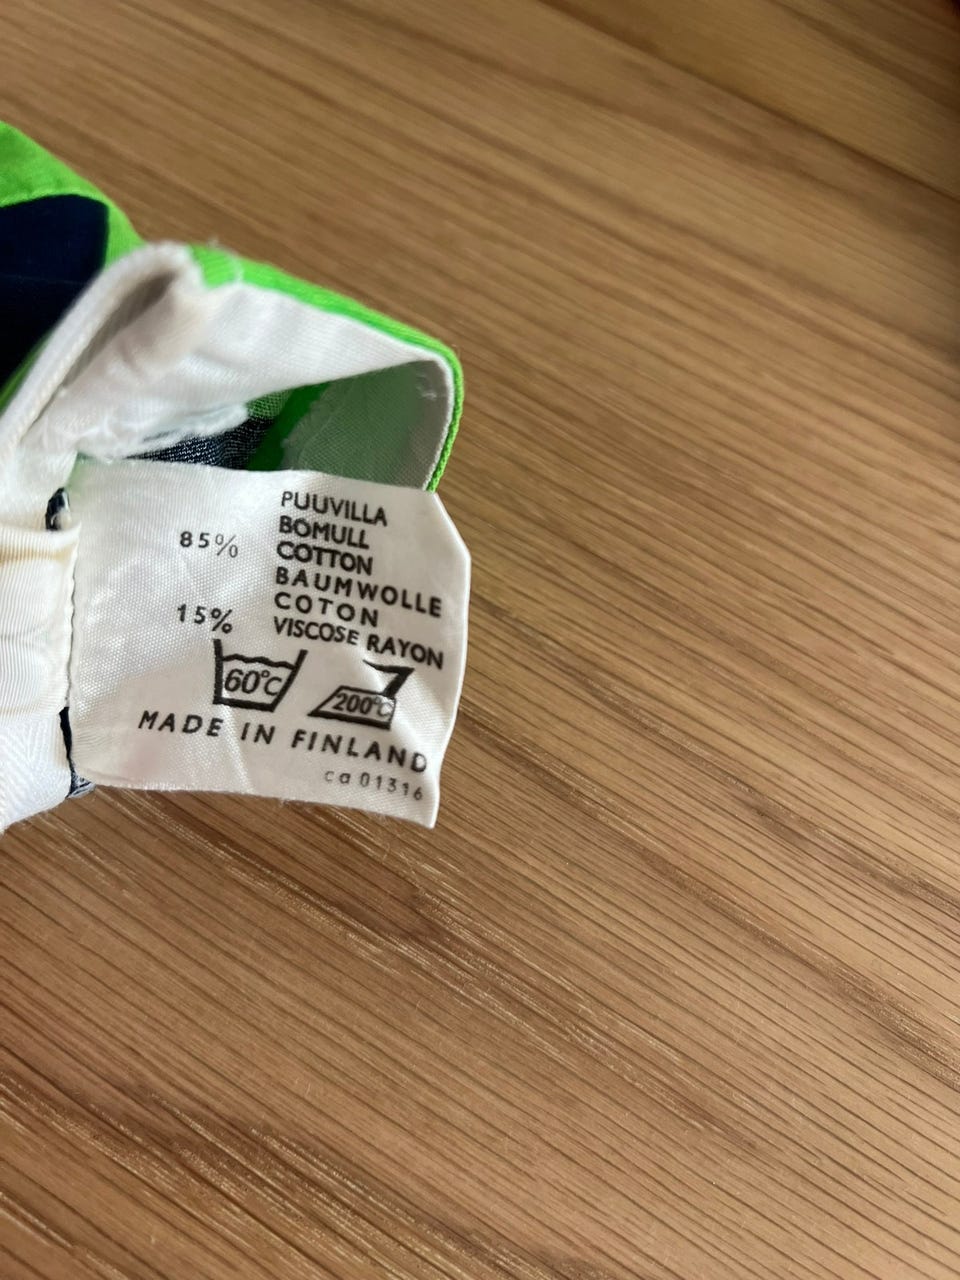 PUUVILLA
BOMULL
85% COTTON
BAUMWOLLE
COTON
15% VISCOSE RAYON
60°C 200°C
MADE IN FINLAND
ca 01316